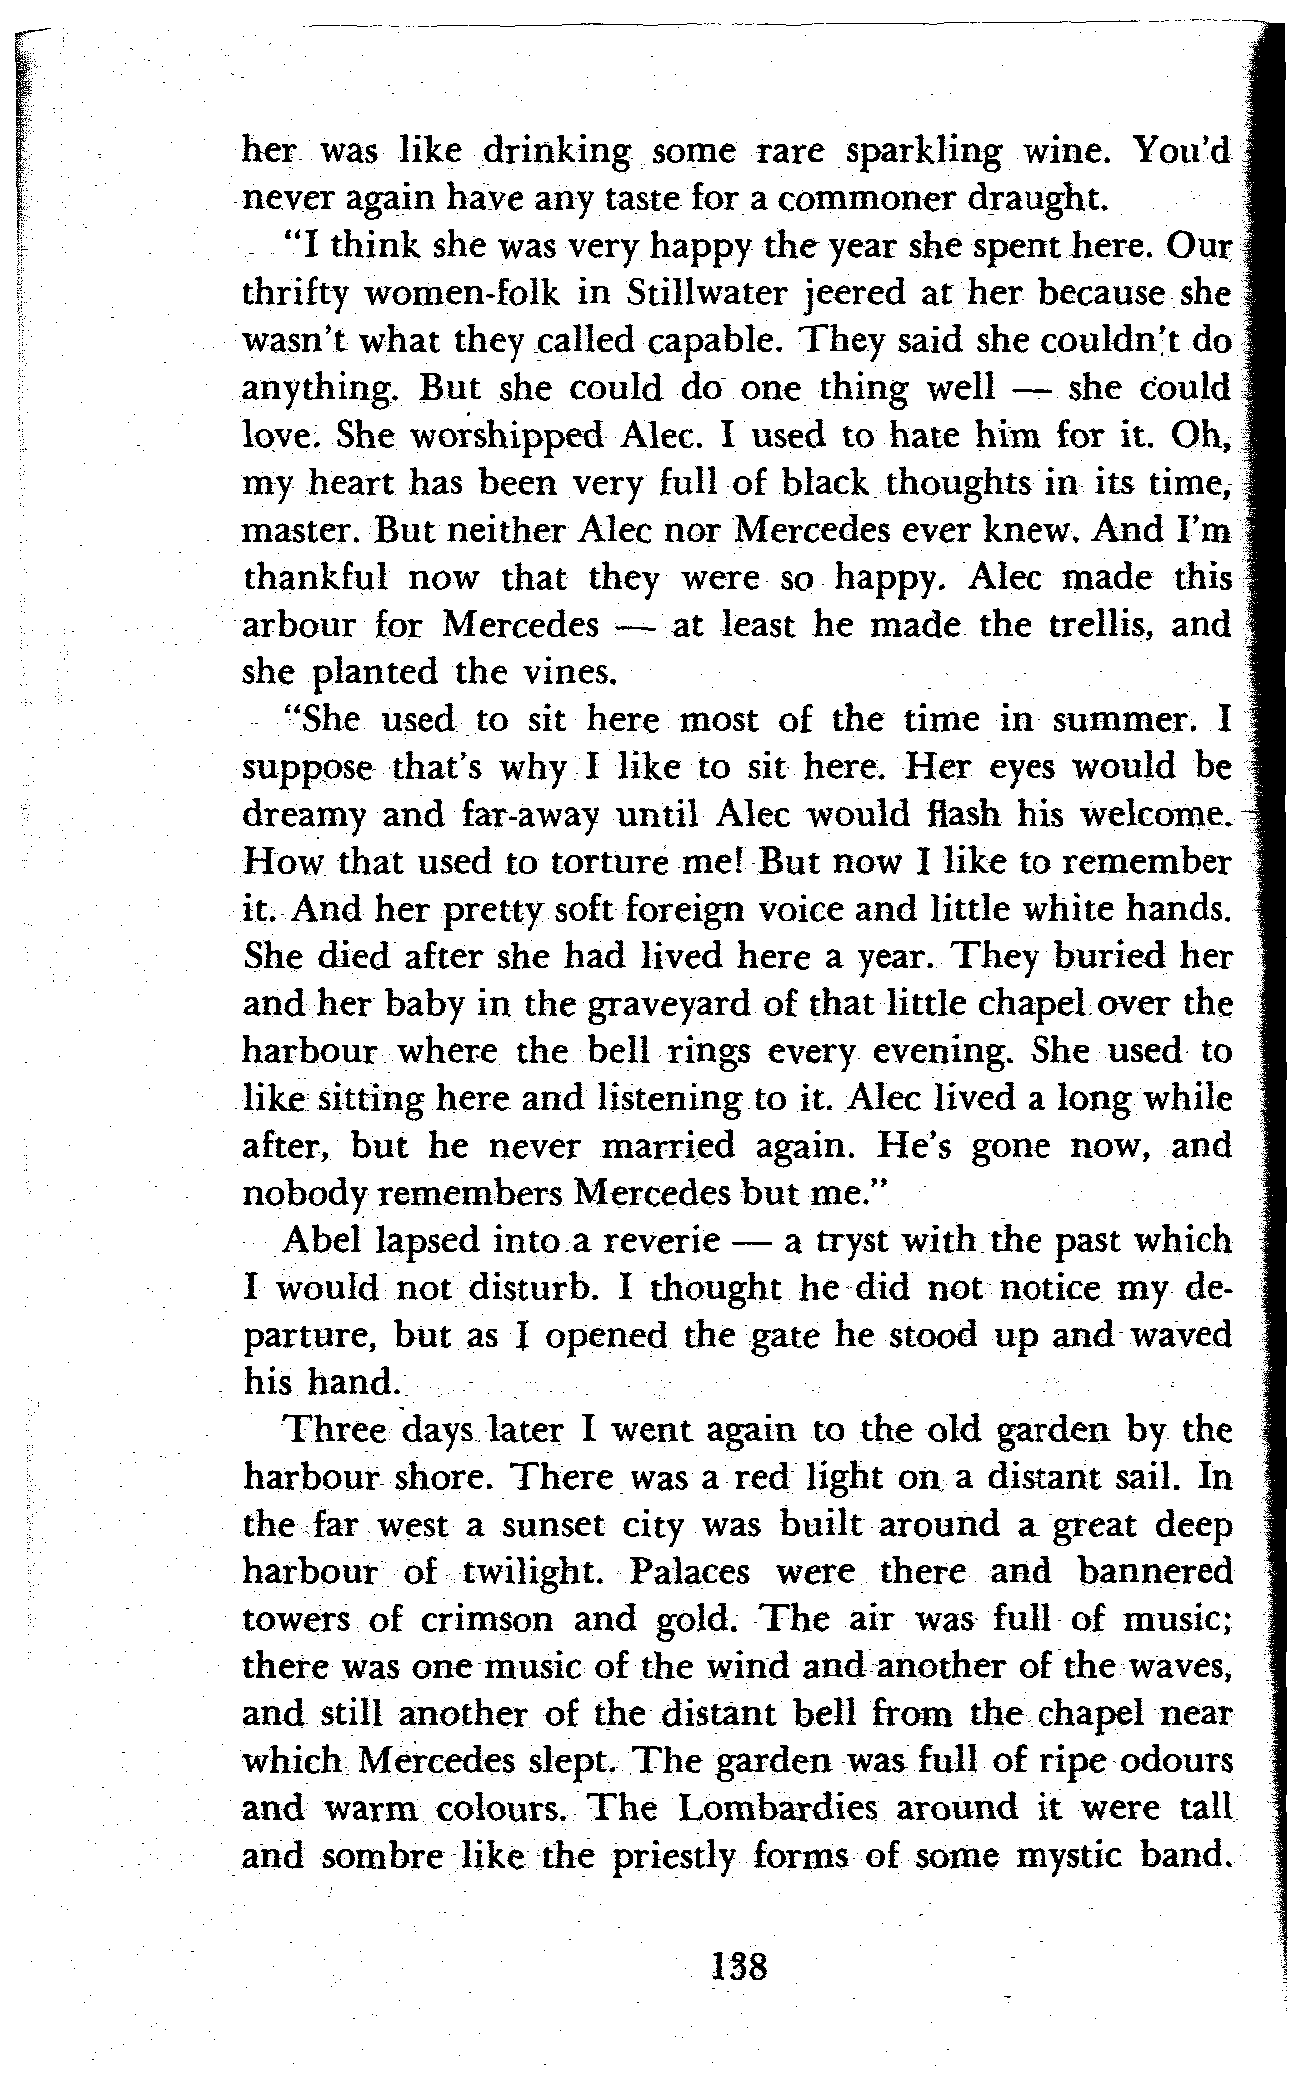 her was like drinking some rare sparkling wine. You'd
never again have any taste for a commoner draught.
"I think she was very happy the year she spent here. Our
thrifty women-folk in Stillwater jeered at her because she
wasn't what they called capable. They said she couldn't do
anything. But she could do one thing well — she could
love. She worshipped Alec. I used to hate him for it. Oh,
my heart has been very full of black thoughts in its time,
master. But neither Alec nor Mercedes ever knew. And I'm
thankful now that they were so happy. Alec made this
arbour for Mercedes — at least he made the trellis, and
she planted the vines.
"She used to sit here most of the time in summer. I
suppose that's why I like to sit here. Her eyes would be
dreamy and far-away until Alec would flash his welcome.
How that used to torture me! But now I like to remember
it. And her pretty soft foreign voice and little white hands.
She died after she had lived here a year. They buried her
and her baby in the graveyard of that little chapel over the
harbour where the bell rings every evening. She used to
like sitting here and listening to it. Alec lived a long while
after, but he never married again. He's gone now, and
nobody remembers Mercedes but me."
Abel lapsed into a reverie — a tryst with the past which
I would not disturb. I thought he did not notice my de-
parture, but as I opened the gate he stood up and waved
his hand.
Three days later I went again to the old garden by the
harbour shore. There was a red light on a distant sail. In
the far west a sunset city was built around a great deep
harbour of twilight. Palaces were there and bannered
towers of crimson and gold. The air was full of music;
there was one music of the wind and another of the waves,
and still another of the distant bell from the chapel near
which Mercedes slept. The garden was full of ripe odours
and warm colours. The Lombardies around it were tall
and sombre like the priestly forms of some mystic band.
138